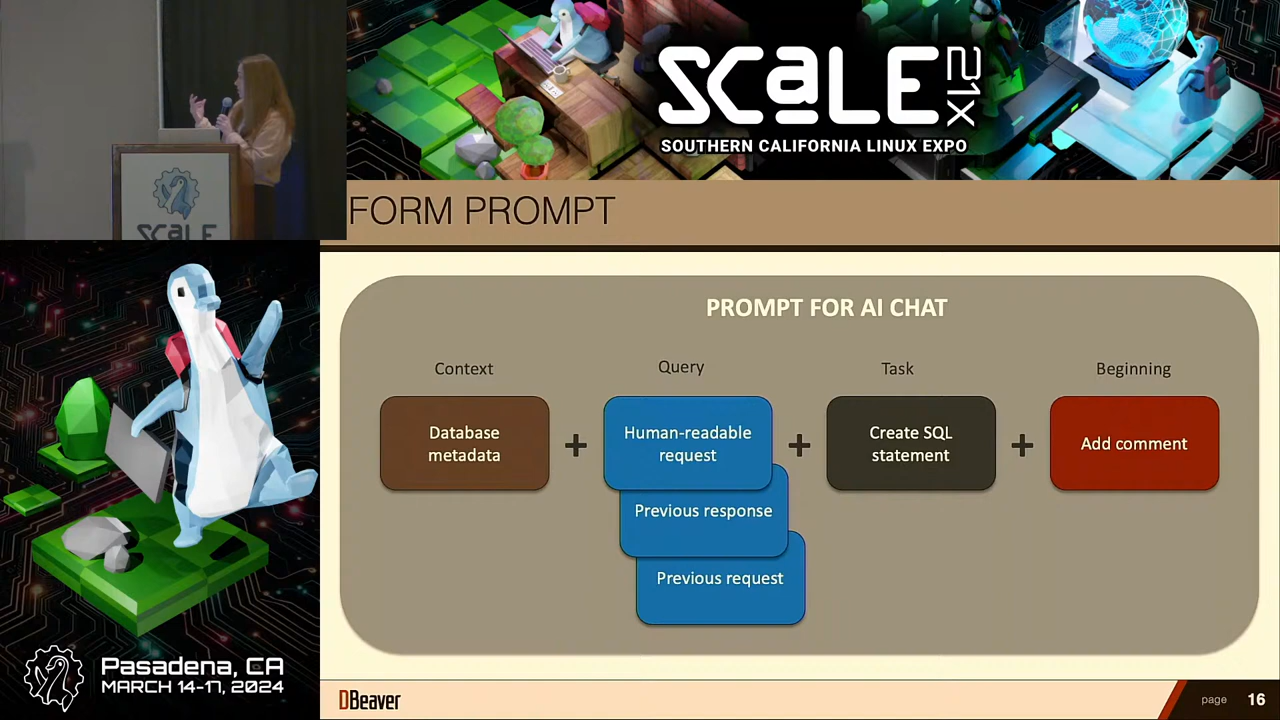 SCaLE 21X
SOUTHERN CALIFORNIA LINUX EXPO
SCaLE
FORM PROMPT
PROMPT FOR AI CHAT
Context
Query
Task
Beginning
Database
metadata
+
Human-readable
request
+
Create SQL
statement
+
Add comment
Previous response
Previous request
Pasadena, CA
MARCH 14-17, 2024
DBeaver
page 16